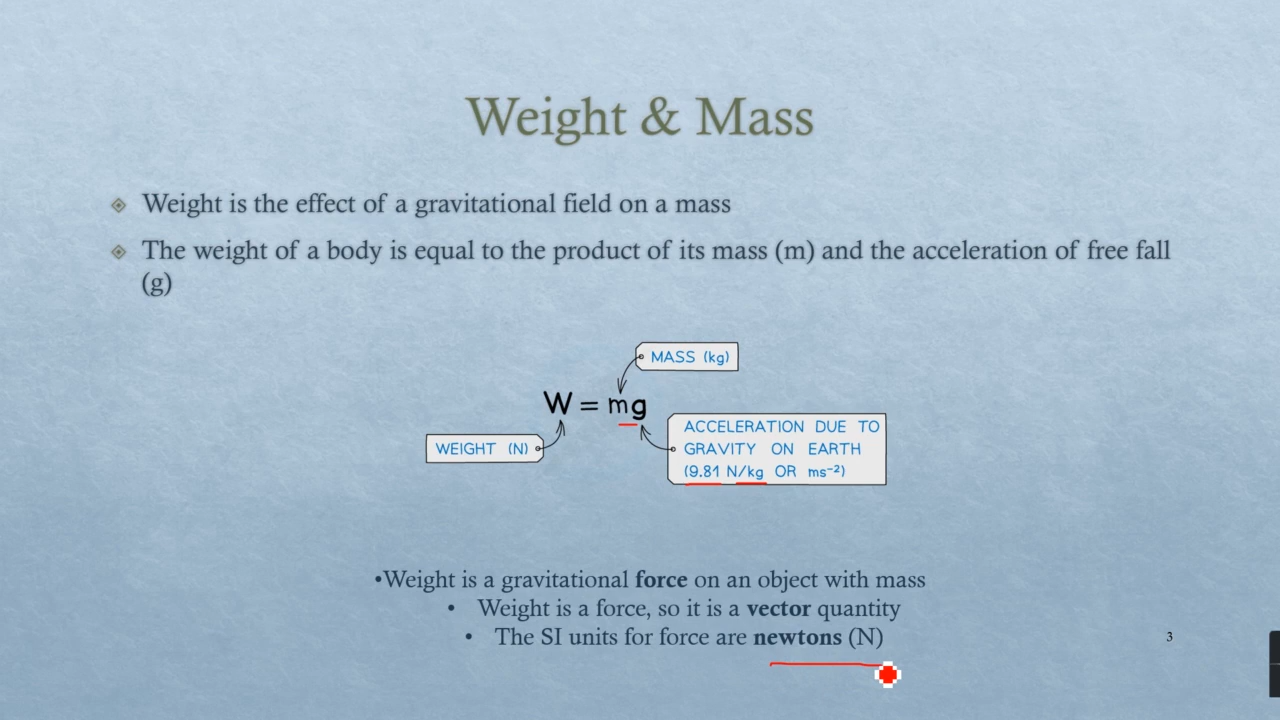 Weight & Mass
Weight is the effect of a gravitational field on a mass
The weight of a body is equal to the product of its mass (m) and the acceleration of free fall
(g)
MASS (kg)
W = mg
WEIGHT (N)
ACCELERATION DUE TO
GRAVITY ON EARTH
(9.81 N/kg OR ms⁻²)
•Weight is a gravitational force on an object with mass
• Weight is a force, so it is a vector quantity
• The SI units for force are newtons (N)
3